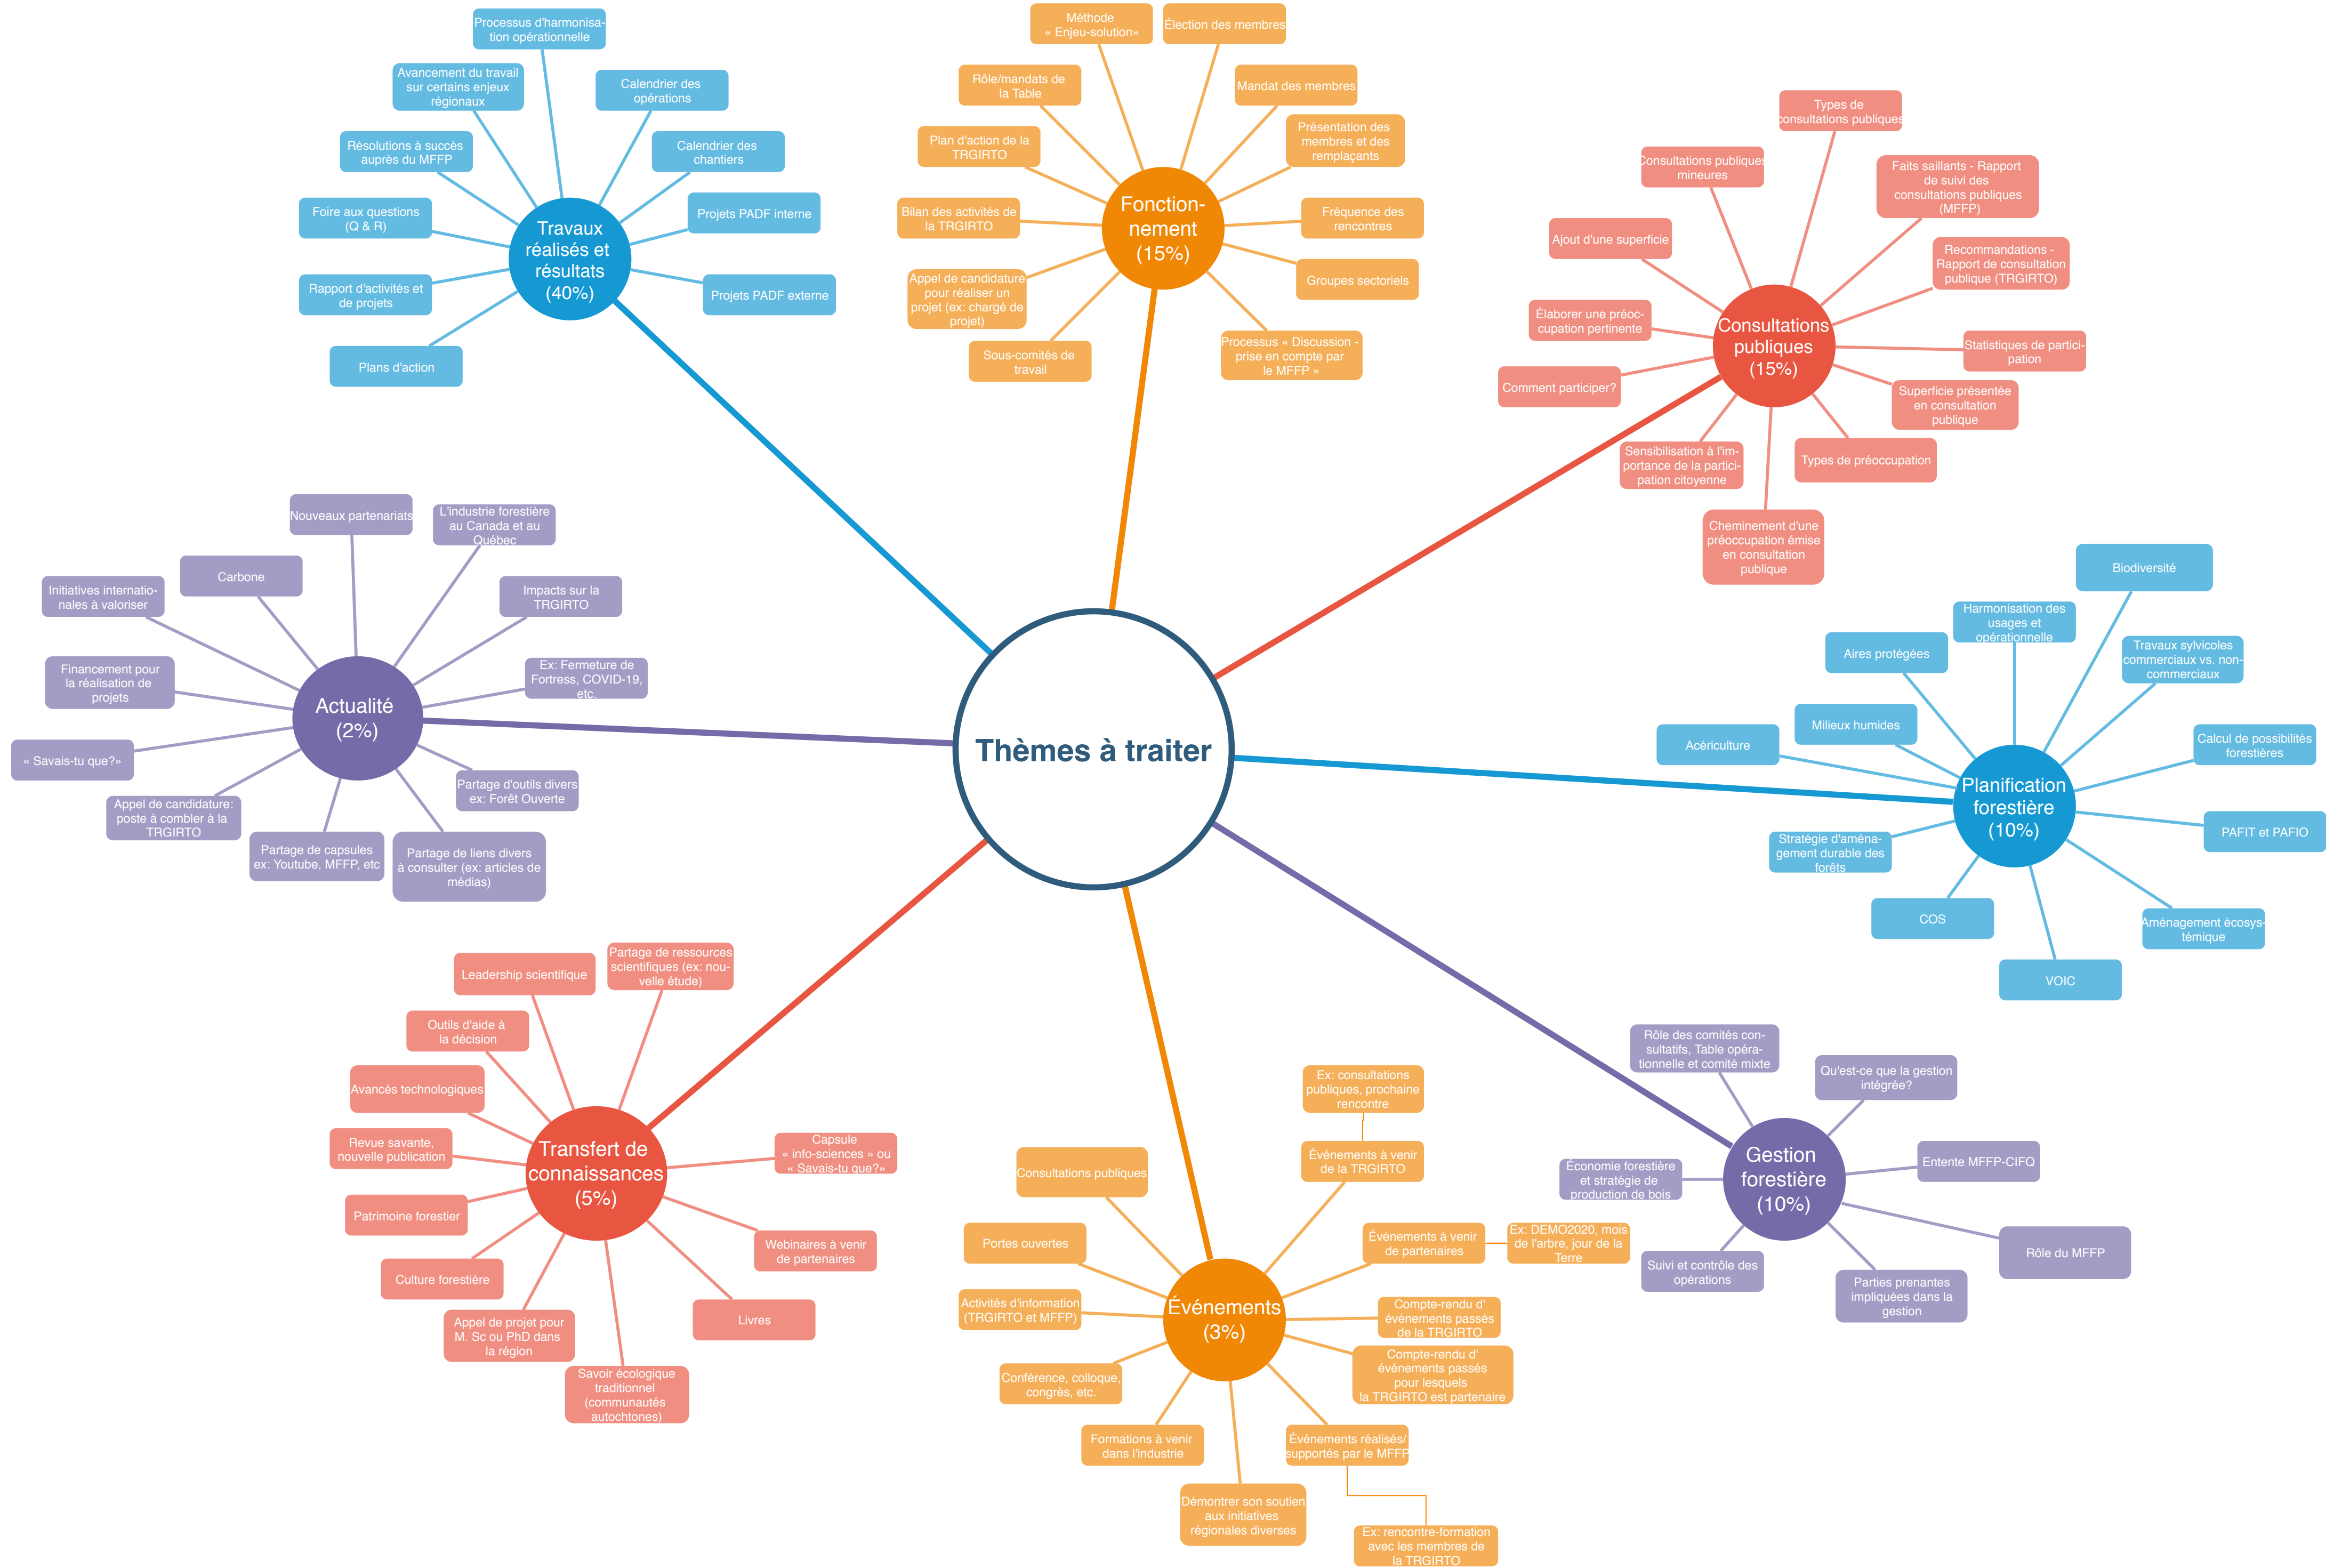 Thèmes à traiter
Travaux
réalisés et
résultats
(40%)
Processus d'harmonisa-
tion opérationnelle
Avancement du travail
sur certains enjeux
régionaux
Calendrier des
opérations
Résolutions à succès
auprès du MFFP
Calendrier des
chantiers
Foire aux questions
(Q & R)
Projets PADF interne
Rapport d'activités et
de projets
Projets PADF externe
Plans d'action
Fonction-
nement
(15%)
Méthode
« Enjeu-solution»
Élection des membres
Rôle/mandats de
la Table
Mandat des membres
Plan d'action de la
TRGIRTO
Présentation des
membres et des
remplaçants
Bilan des activités de
la TRGIRTO
Fréquence des
rencontres
Appel de candidature
pour réaliser un
projet (ex: chargé de
projet)
Groupes sectoriels
Sous-comités de
travail
Processus « Discussion -
prise en compte par
le MFFP »
Consultations
publiques
(15%)
Types de
consultations publiques
Consultations publiques
mineures
Faits saillants - Rapport
de suivi des
consultations publiques
(MFFP)
Ajout d'une superficie
Recommandations -
Rapport de consultation
publique (TRGIRTO)
Élaborer une préoc-
cupation pertinente
Statistiques de partici-
pation
Comment participer?
Superficie présentée
en consultation
publique
Sensibilisation à l'im-
portance de la partici-
pation citoyenne
Types de préoccupation
Cheminement d'une
préoccupation émise
en consultation
publique
Actualité
(2%)
Nouveaux partenariats
L'industrie forestière
au Canada et au
Québec
Carbone
Initiatives internatio-
nales à valoriser
Impacts sur la
TRGIRTO
Financement pour
la réalisation de
projets
Ex: Fermeture de
Fortress, COVID-19,
etc.
« Savais-tu que?»
Partage d'outils divers
ex: Forêt Ouverte
Appel de candidature:
poste à combler à la
TRGIRTO
Partage de capsules
ex: Youtube, MFFP, etc
Partage de liens divers
à consulter (ex: articles de
médias)
Planification
forestière
(10%)
Biodiversité
Harmonisation des
usages et
opérationnelle
Aires protégées
Travaux sylvicoles
commerciaux vs. non-
commerciaux
Milieux humides
Acériculture
Calcul de possibilités
forestières
Stratégie d'aména-
gement durable des
forêts
PAFIT et PAFIO
COS
Aménagement écosys-
témique
VOIC
Transfert de
connaissances
(5%)
Leadership scientifique
Partage de ressources
scientifiques (ex: nou-
velle étude)
Outils d'aide à
la décision
Avancés technologiques
Revue savante,
nouvelle publication
Capsule
« info-sciences » ou
« Savais-tu que?»
Patrimoine forestier
Webinaires à venir
de partenaires
Culture forestière
Livres
Appel de projet pour
M. Sc ou PhD dans
la région
Savoir écologique
traditionnel
(communautés
autochtones)
Événements
(3%)
Ex: consultations
publiques, prochaine
rencontre
Événements à venir
de la TRGIRTO
Consultations publiques
Portes ouvertes
Événements à venir
de partenaires
Ex: DEMO2020, mois
de l'arbre, jour de la
Terre
Activités d'information
(TRGIRTO et MFFP)
Compte-rendu d'
événements passés
de la TRGIRTO
Conférence, colloque,
congrès, etc.
Compte-rendu d'
événements passés
pour lesquels
la TRGIRTO est partenaire
Formations à venir
dans l'industrie
Événements réalisés/
supportés par le MFFP
Démontrer son soutien
aux initiatives
régionales diverses
Ex: rencontre-formation
avec les membres de
la TRGIRTO
Gestion
forestière
(10%)
Rôle des comités con-
sultatifs, Table opéra-
tionnelle et comité mixte
Qu'est-ce que la gestion
intégrée?
Économie forestière
et stratégie de
production de bois
Entente MFFP-CIFQ
Suivi et contrôle des
opérations
Rôle du MFFP
Parties prenantes
impliquées dans la
gestion